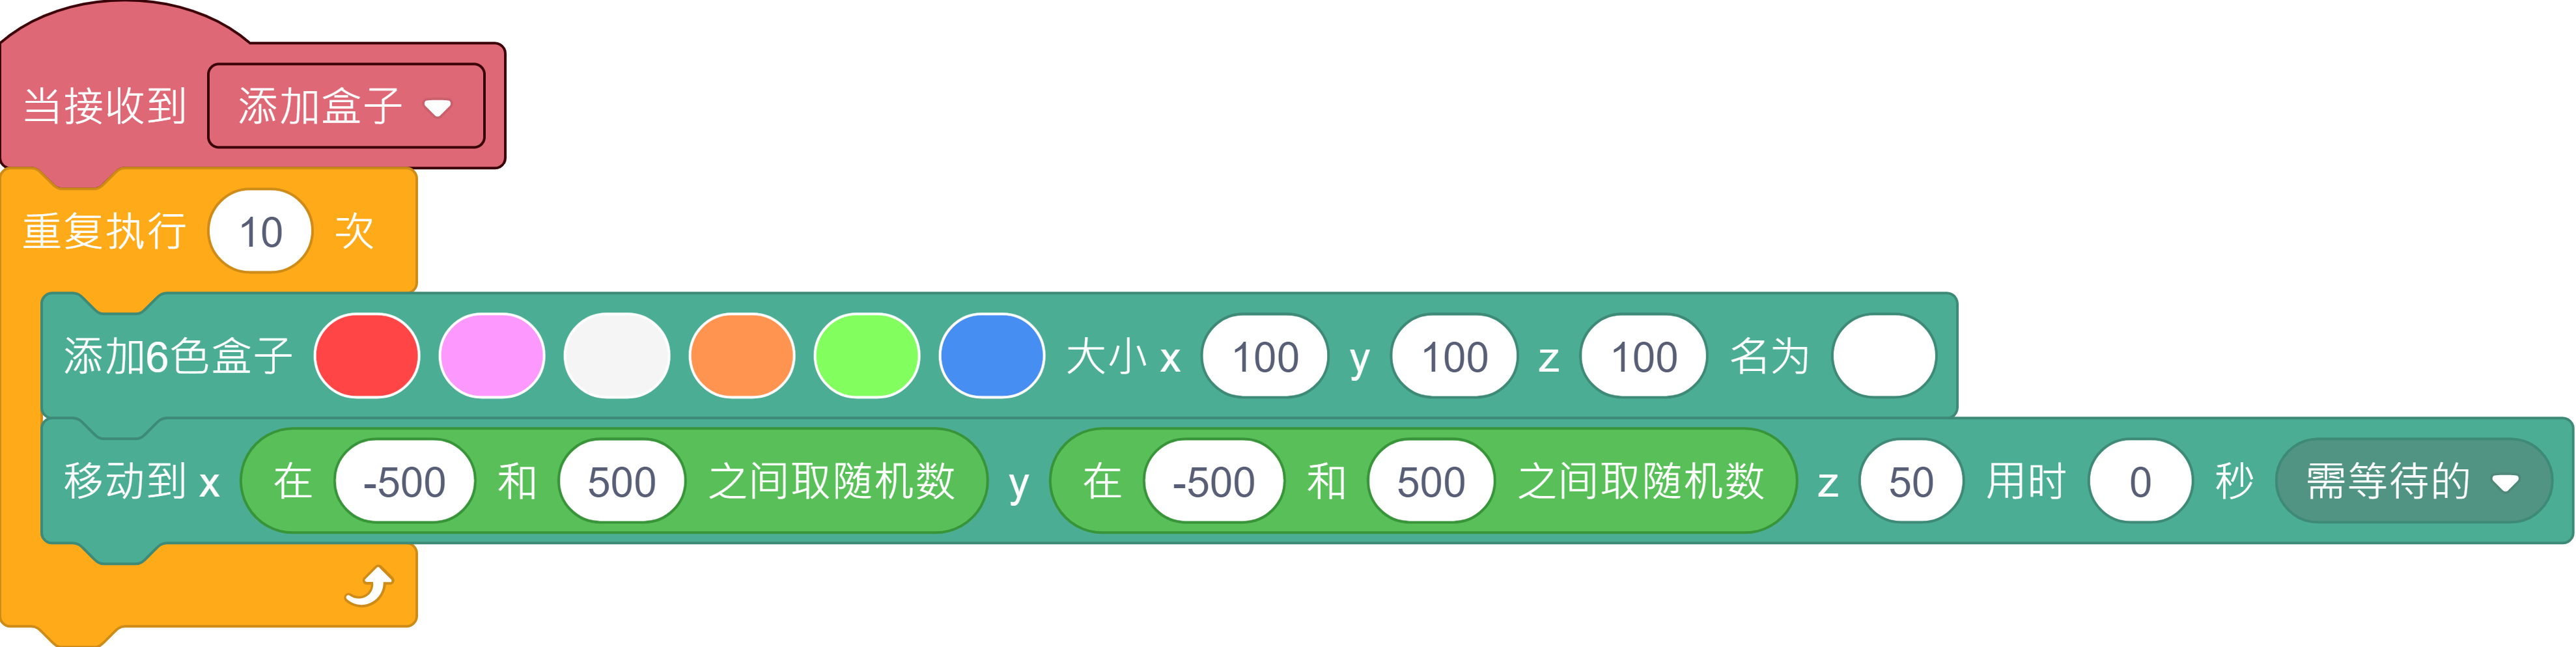 当接收到 添加盒子
重复执行 10 次
添加6色盒子 大小 x 100 y 100 z 100 名为
移动到 x 在 -500 和 500 之间取随机数 y 在 -500 和 500 之间取随机数 z 50 用时 0 秒 需等待的